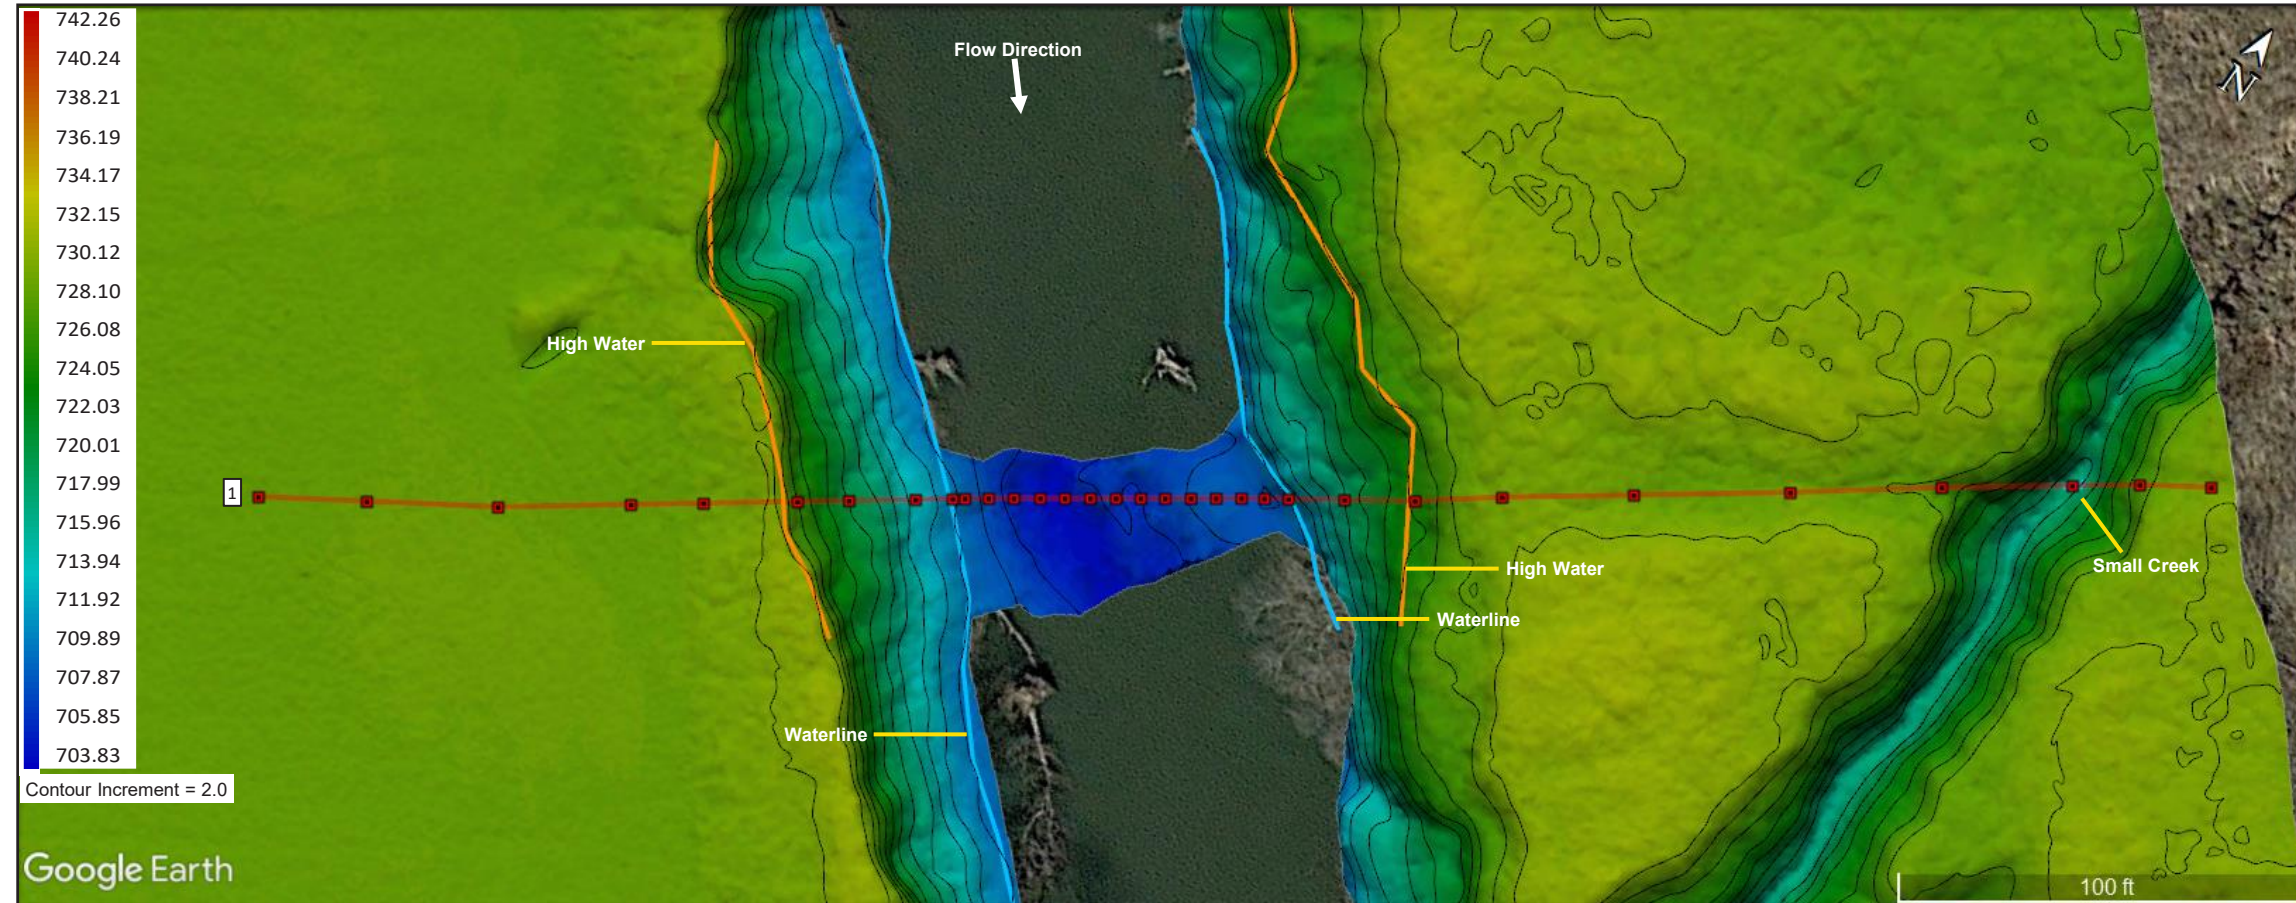 742.26
740.24
738.21
736.19
734.17
732.15
730.12
728.10
726.08
724.05
722.03
720.01
717.99
715.96
713.94
711.92
709.89
707.87
705.85
703.83
Contour Increment = 2.0
Flow Direction
N
High Water
1
High Water
Small Creek
Waterline
Waterline
Google Earth
100 ft